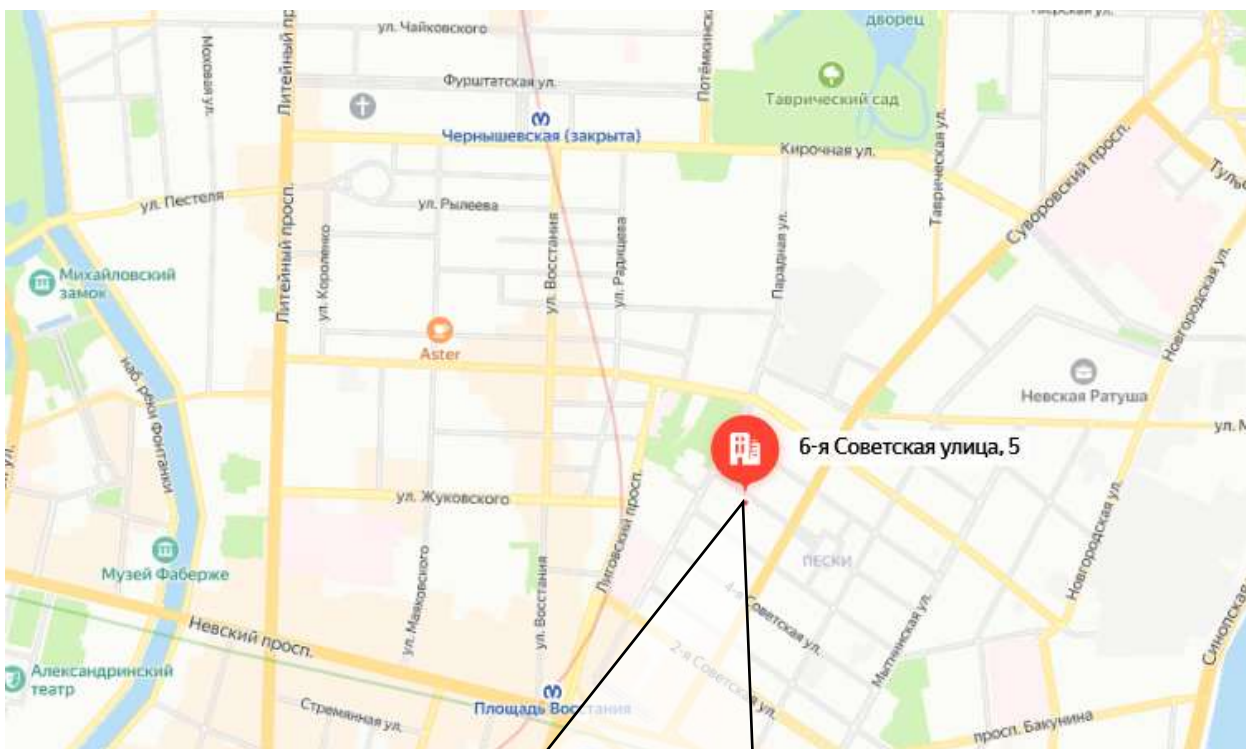 дворец
ул. Чайковского
Моховая ул.
Литейный пр
Фурштатская ул.
Потёмкинск
Таврический сад
Чернышевская (закрыта)
Кирочная ул.
Таврическая ул.
Суворовский просп.
ул. Пестеля
Литейный просп.
ул. Рылеева
ул. Короленко
ул. Восстания
ул. Радищева
Парадная ул.
Михайловский
замок
Новгородская ул.
Aster
наб. реки Фонтанки
Невская Ратуша
ул. М
6-я Советская улица, 5
ул. Жуковского
Лиговский просп.
Новгородская ул.
Музей Фаберже
ПЕСКИ
ул. Маяковского
ул. Восстания
4-я Советская ул.
Мытнинская ул.
Синопская
Невский просп.
2-я Советская ул.
Александринский
театр
Стремянная ул.
Площадь Восстания
просп. Бакунина